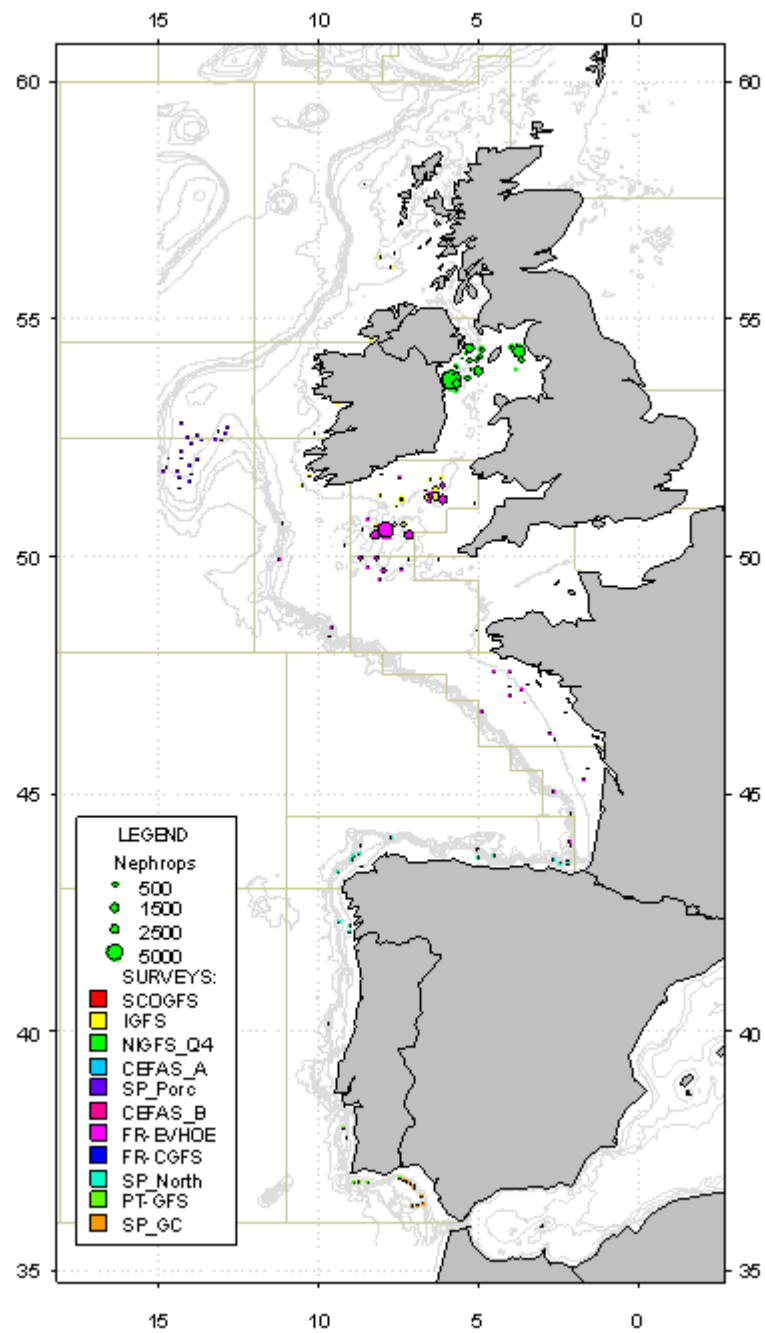 15 10 5 0
60 60
55 55
50 50
45 45
LEGEND
Nephrops
500
1500
2500
5000
SURVEYS:
SCOGFS
IGFS
NIGFS_Q4
CEFAS_A
SP_Porc
CEFAS_B
FR-EVHOE
FR-CGFS
SP_North
PT-GFS
SP_GC
40 40
35 35
15 10 5 0